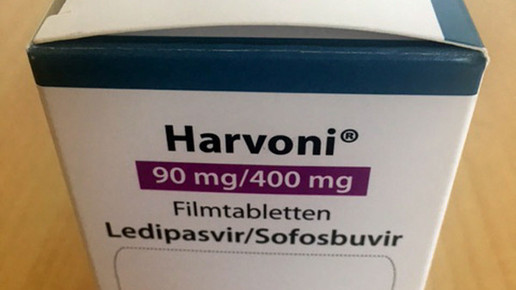 Harvoni®
90 mg/400 mg
Filmtabletten
Ledipasvir/Sofosbuvir